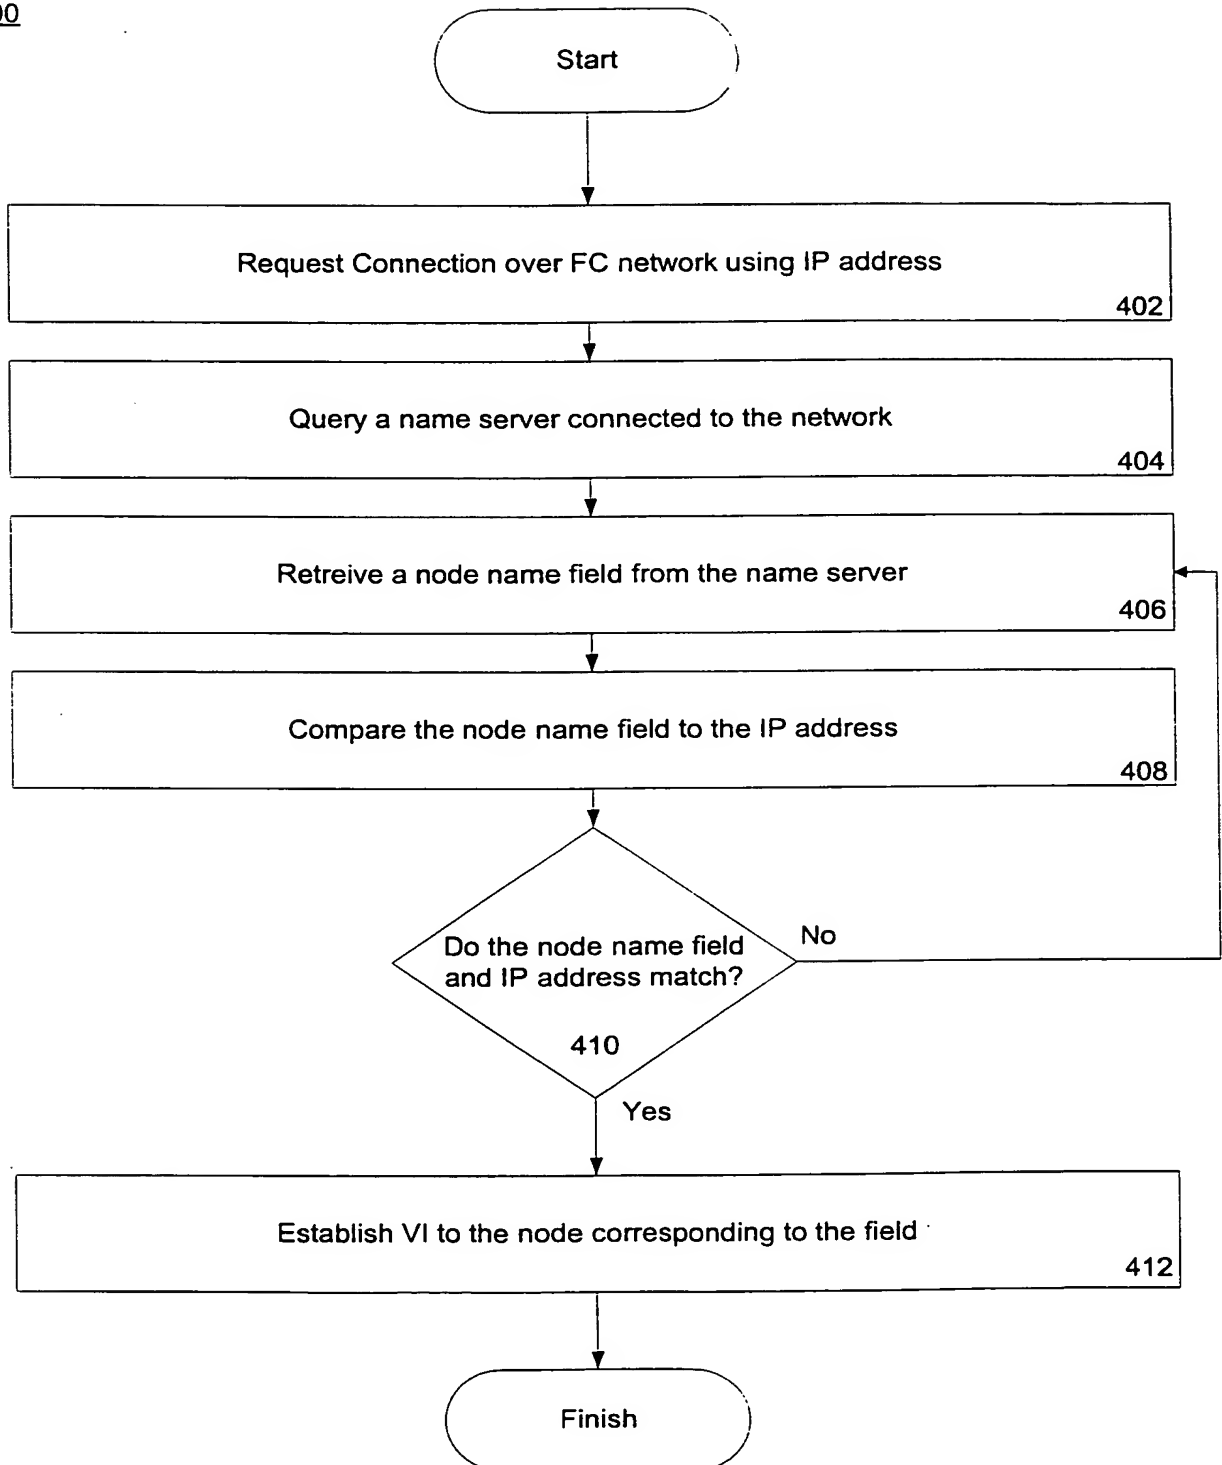 00
Start
Request Connection over FC network using IP address
402
Query a name server connected to the network
404
Retreive a node name field from the name server
406
Compare the node name field to the IP address
408
Do the node name field
and IP address match?
410
No
Yes
Establish VI to the node corresponding to the field
412
Finish